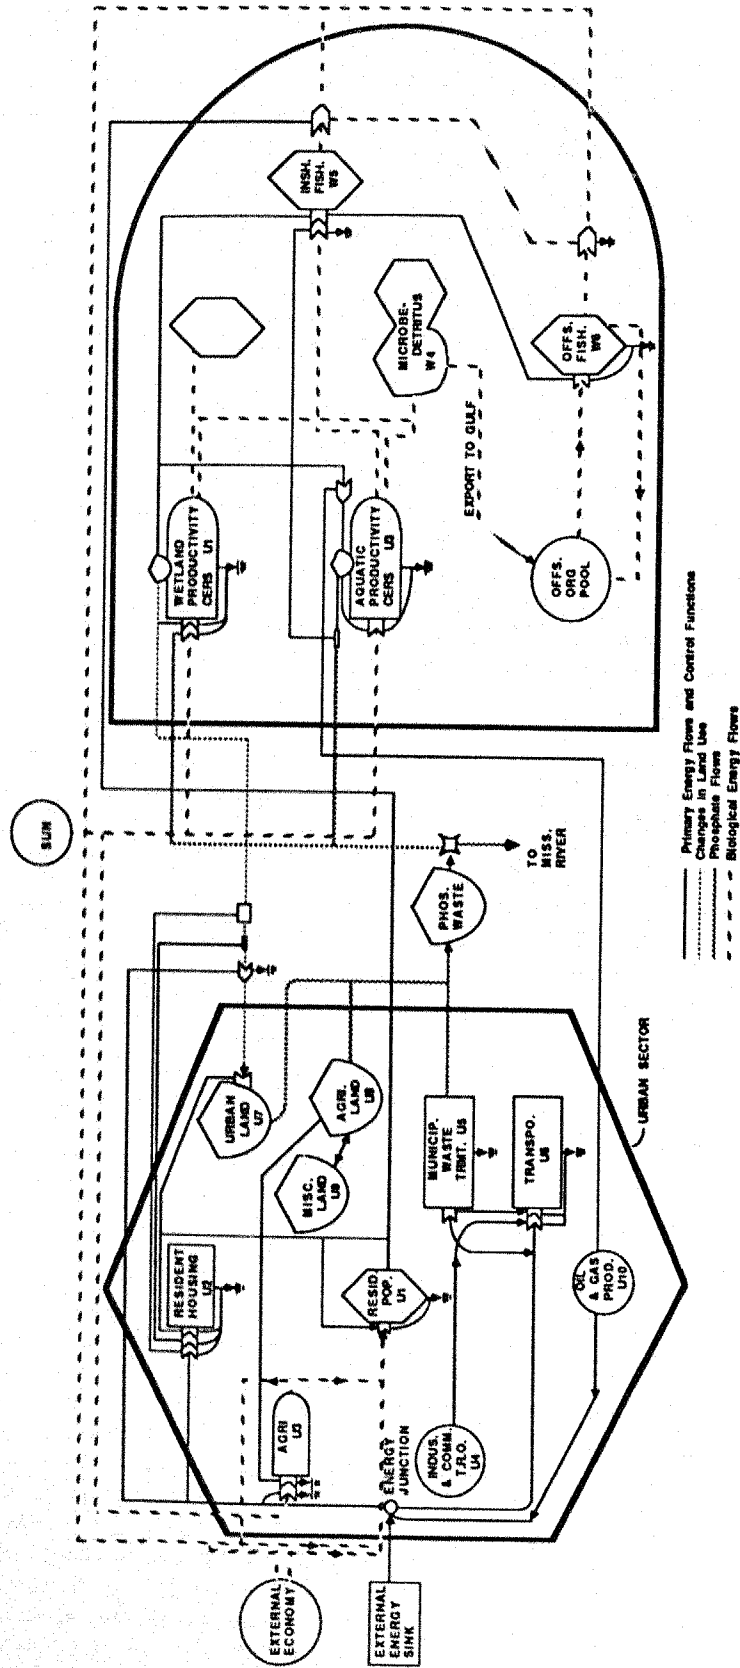 SUN
INSH.
FISH.
W5
MICROBE-
DETRITUS
W4
OFFS.
FISH.
W6
EXPORT TO GULF
WETLAND
PRODUCTIVITY
CERS U1
AQUATIC
PRODUCTIVITY
CERS
OFFS.
ORG
POOL
TO
MISS.
RIVER
PHOS.
WASTE
URBAN
LAND
U7
AGRI.
LAND
U8
MISC.
LAND
U9
MUNICIP.
WASTE
TRMT. U5
TRANSPO.
U6
RESIDENT
HOUSING
U2
RESID.
POP.
U1
OIL
& GAS
PROD.
U10
AGRI
U3
INDUS.
& COMM.
T.R.O.
U4
ENERGY
JUNCTION
URBAN SECTOR
EXTERNAL
ECONOMY
EXTERNAL
ENERGY
SINK
Primary Energy Flows and Control Functions
Changes in Land Use
Phosphate Flows
Biological Energy Flows